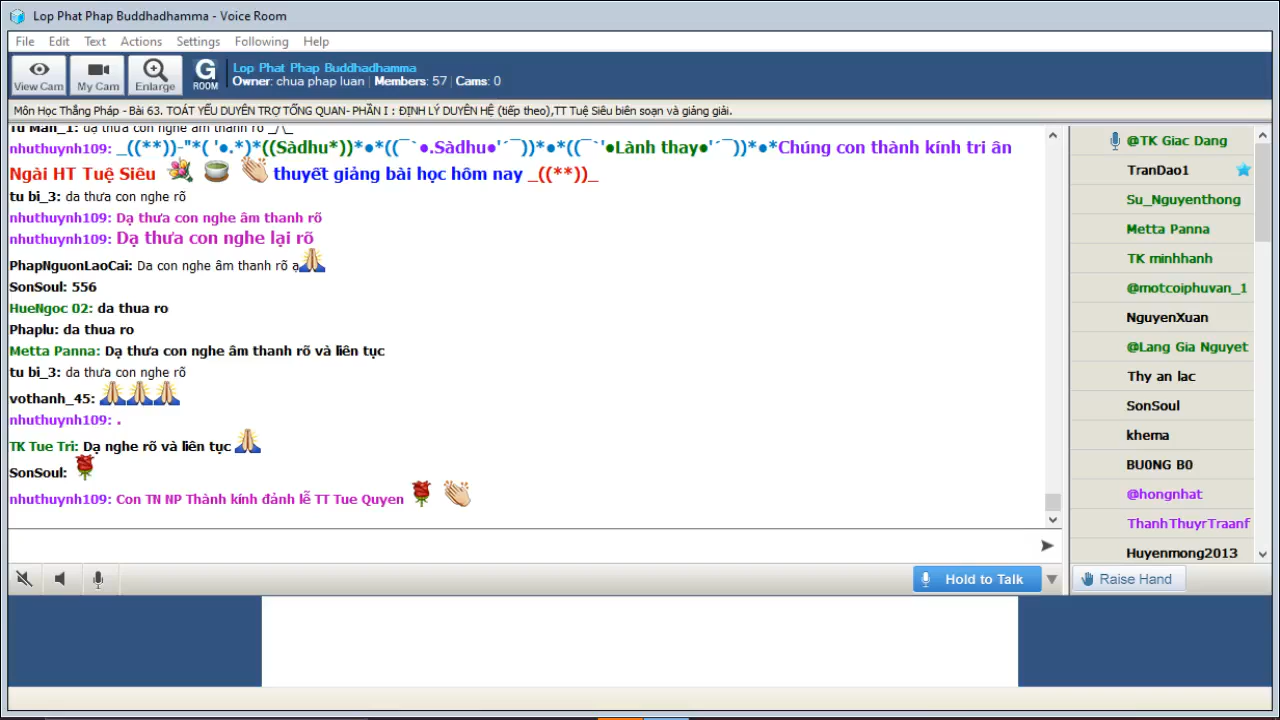 Lop Phat Phap Buddhadhamma - Voice Room
File Edit Text Actions Settings Following Help
View Cam My Cam Enlarge G ROOM
Lop Phat Phap Buddhadhamma
Owner: chua phap luan | Members: 57 | Cams: 0
Môn Học Thắng Pháp - Bài 63. TOÁT YẾU DUYÊN TRỢ TỔNG QUAN- PHẦN I : ĐỊNH LÝ DUYÊN HỆ (tiếp theo),TT Tuệ Siêu biên soạn và giảng giải.
Tu Man_1: dạ thưa con nghe âm thanh rõ _/\_
nhuthuynh109: _((**))-"*( '●.*)*((Sàdhu*))*●*((¯`●.Sàdhu●'´¯))*●*((¯`'●Lành thay●'´¯))*●*Chúng con thành kính tri ân
Ngài HT Tuệ Siêu thuyết giảng bài học hôm nay _((**))_
tu bi_3: da thưa con nghe rõ
nhuthuynh109: Dạ thưa con nghe âm thanh rõ
nhuthuynh109: Dạ thưa con nghe lại rõ
PhapNguonLaoCai: Da con nghe âm thanh rõ ạ
SonSoul: 556
HueNgoc 02: da thua ro
Phaplu: da thua ro
Metta Panna: Dạ thưa con nghe âm thanh rõ và liên tục
tu bi_3: da thưa con nghe rõ
vothanh_45:
nhuthuynh109: .
TK Tue Tri: Dạ nghe rõ và liên tục
SonSoul:
nhuthuynh109: Con TN NP Thành kính đảnh lễ TT Tue Quyen
@TK Giac Dang
TranDao1
Su_Nguyenthong
Metta Panna
TK minhhanh
@motcoiphuvan_1
NguyenXuan
@Lang Gia Nguyet
Thy an lac
SonSoul
khema
BU0NG B0
@hongnhat
ThanhThuyrTraanf
Huyenmong2013
Hold to Talk
Raise Hand